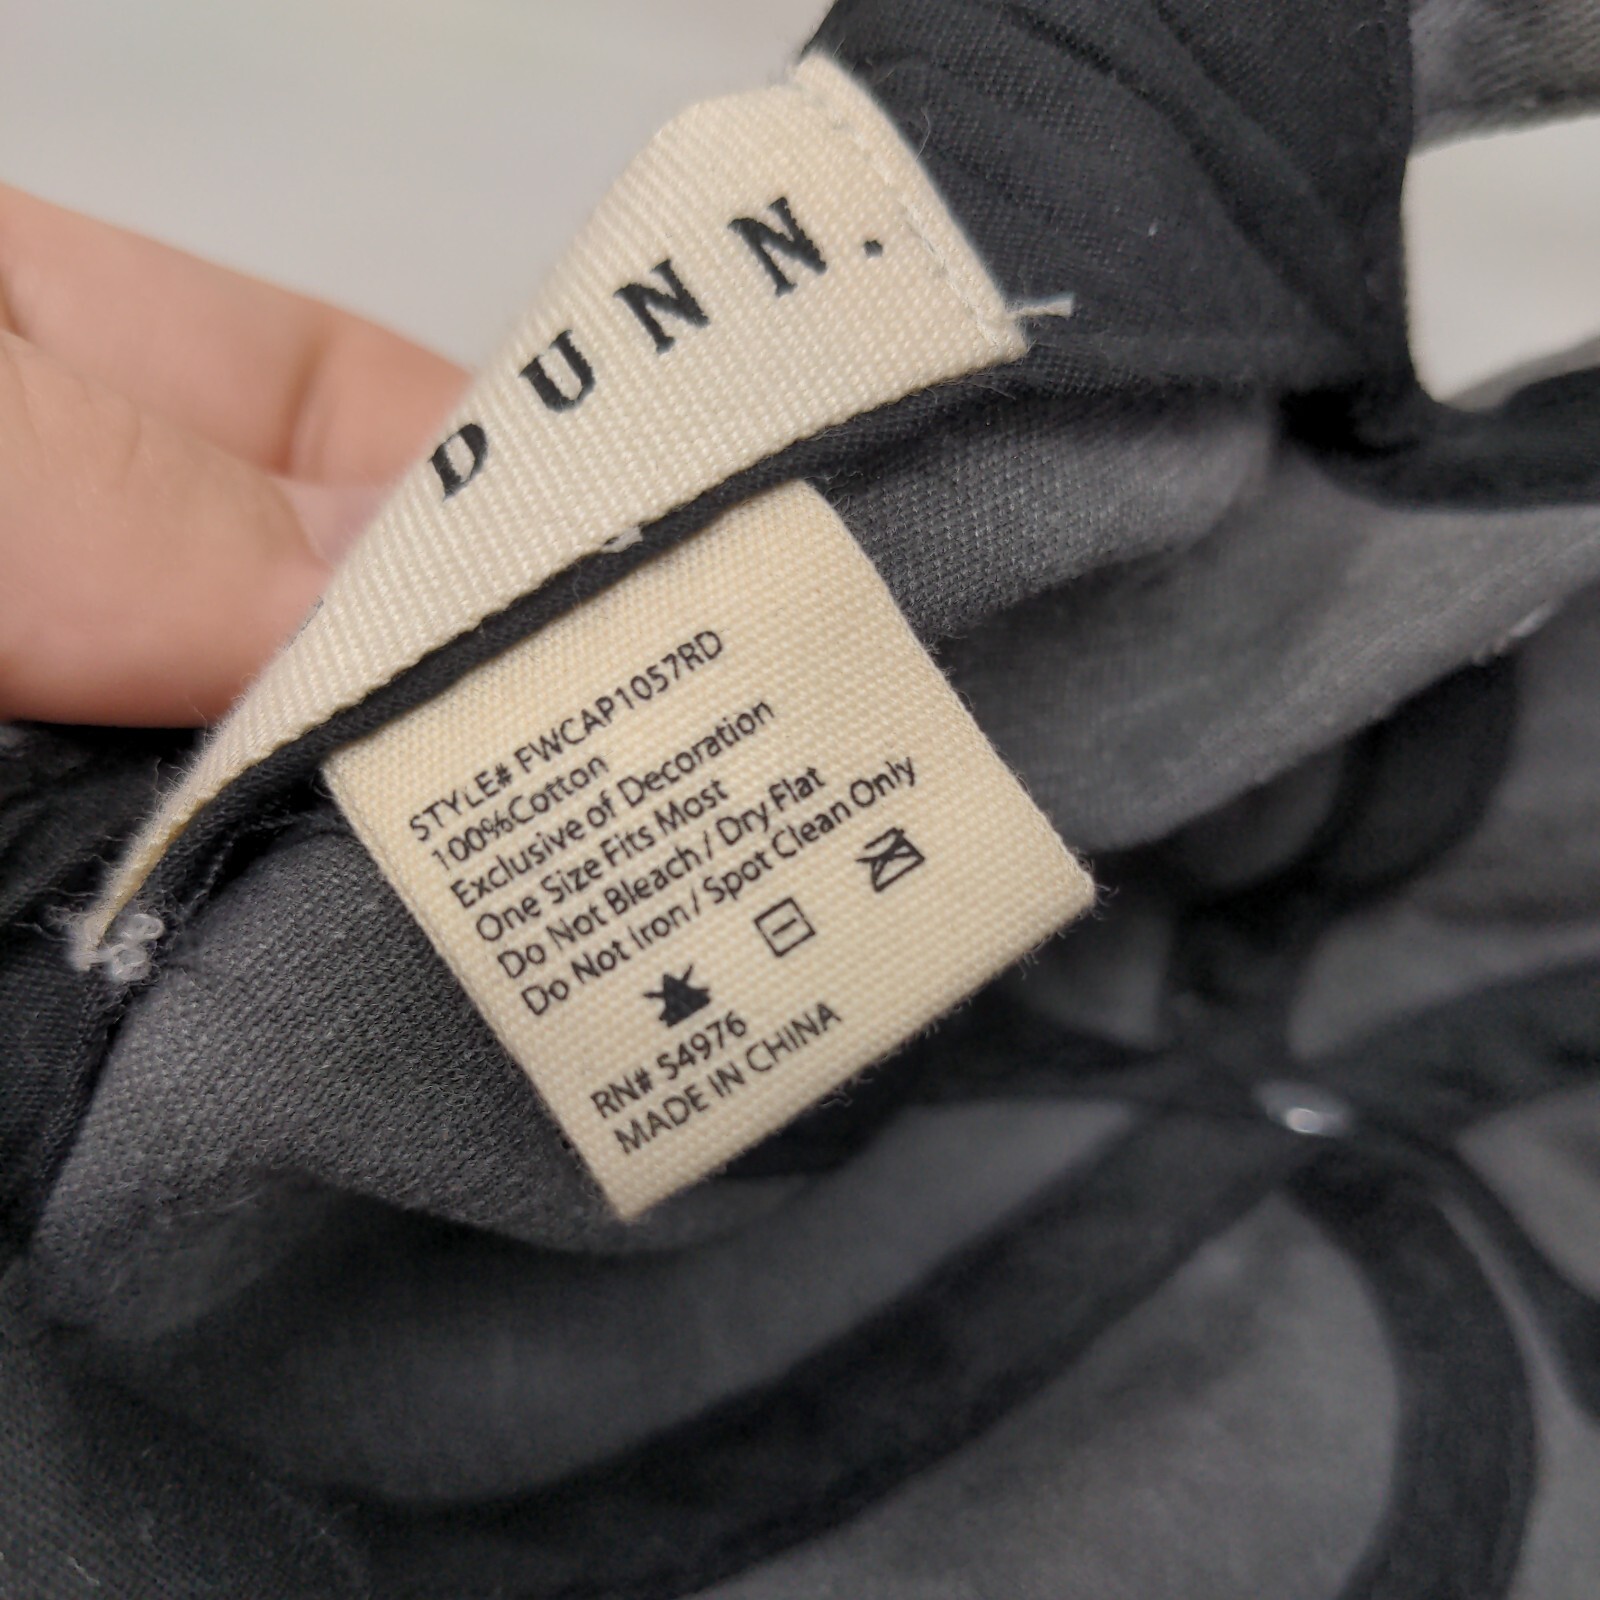 DUNN.
STYLE# FWCAP1057RD
100%Cotton
Exclusive of Decoration
One Size Fits Most
Do Not Bleach / Dry Flat
Do Not Iron / Spot Clean Only
RN# 54976
MADE IN CHINA